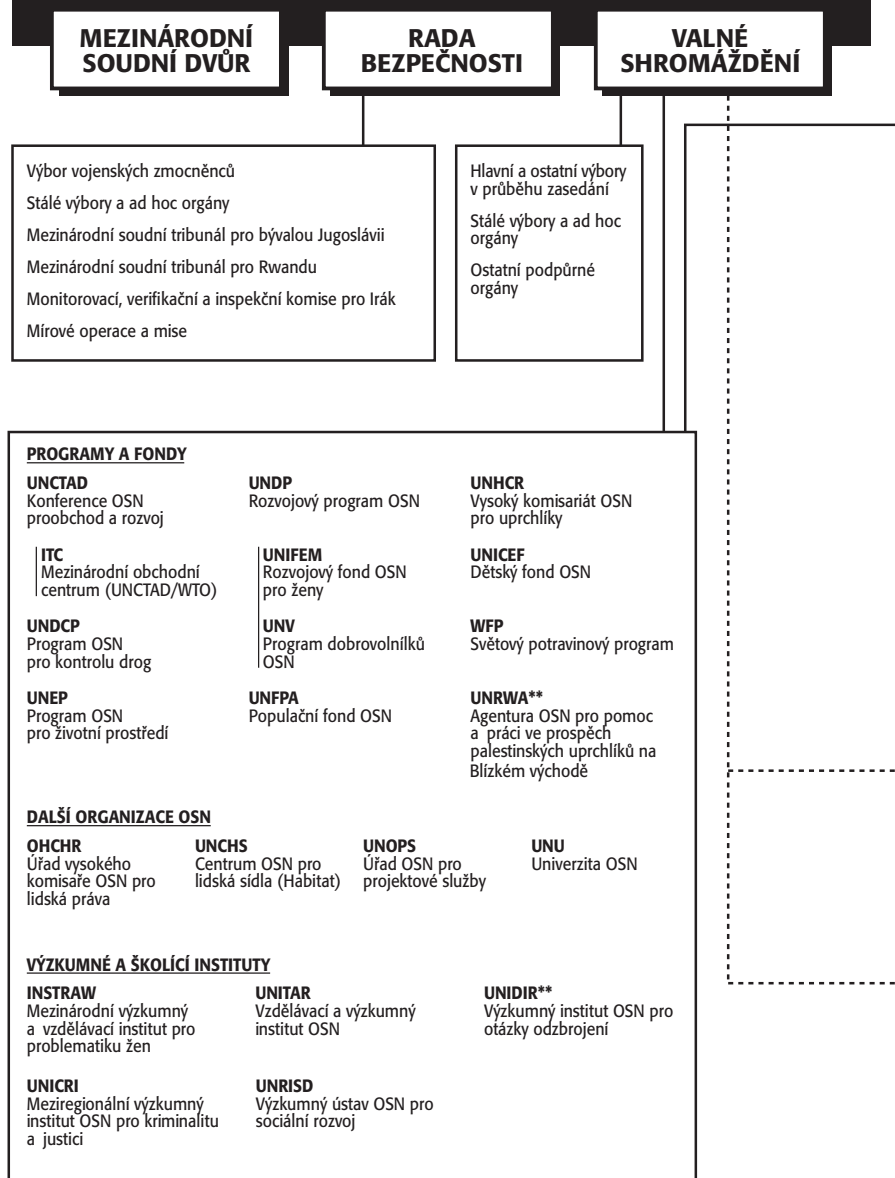 MEZINÁRODNÍ
SOUDNÍ DVŮR
RADA
BEZPEČNOSTI
VALNÉ
SHROMÁŽDĚNÍ
Výbor vojenských zmocněnců
Stálé výbory a ad hoc orgány
Mezinárodní soudní tribunál pro bývalou Jugoslávii
Mezinárodní soudní tribunál pro Rwandu
Monitorovací, verifikační a inspekční komise pro Irák
Mírové operace a mise
Hlavní a ostatní výbory
v průběhu zasedání
Stálé výbory a ad hoc
orgány
Ostatní podpůrné
orgány
PROGRAMY A FONDY
UNCTAD
Konference OSN
proobchod a rozvoj
UNDP
Rozvojový program OSN
UNHCR
Vysoký komisariát OSN
pro uprchlíky
ITC
Mezinárodní obchodní
centrum (UNCTAD/WTO)
UNIFEM
Rozvojový fond OSN
pro ženy
UNICEF
Dětský fond OSN
UNDCP
Program OSN
pro kontrolu drog
UNV
Program dobrovolnílků
OSN
WFP
Světový potravinový program
UNEP
Program OSN
pro životní prostředí
UNFPA
Populační fond OSN
UNRWA**
Agentura OSN pro pomoc
a práci ve prospěch
palestinských uprchlíků na
Blízkém východě
DALŠÍ ORGANIZACE OSN
OHCHR
Úřad vysokého
komisaře OSN pro
lidská práva
UNCHS
Centrum OSN pro
lidská sídla (Habitat)
UNOPS
Úřad OSN pro
projektové služby
UNU
Univerzita OSN
VÝZKUMNÉ A ŠKOLÍCÍ INSTITUTY
INSTRAW
Mezinárodní výzkumný
a vzdělávací institut pro
problematiku žen
UNITAR
Vzdělávací a výzkumný
institut OSN
UNIDIR**
Výzkumný institut OSN pro
otázky odzbrojení
UNICRI
Meziregionální výzkumný
institut OSN pro kriminalitu
a justici
UNRISD
Výzkumný ústav OSN pro
sociální rozvoj